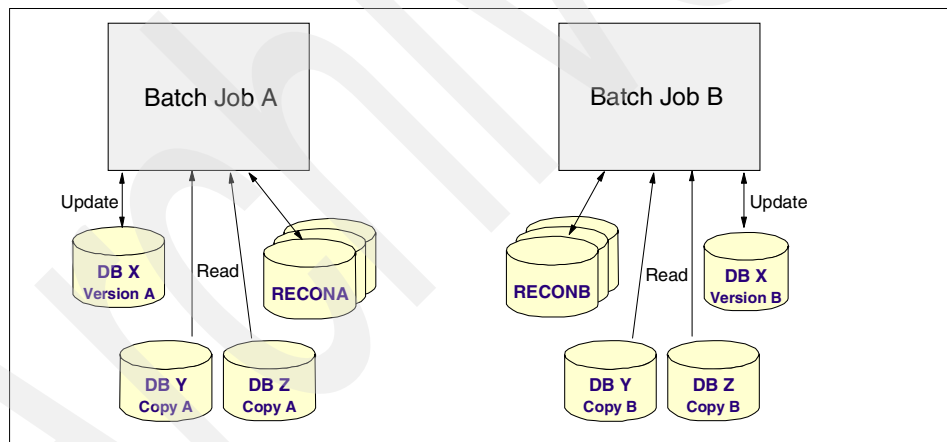 Batch Job A
Update
DB X
Version A
Read
RECONA
DB Y
Copy A
DB Z
Copy A
Batch Job B
Update
RECONB
Read
DB X
Version B
DB Y
Copy B
DB Z
Copy B